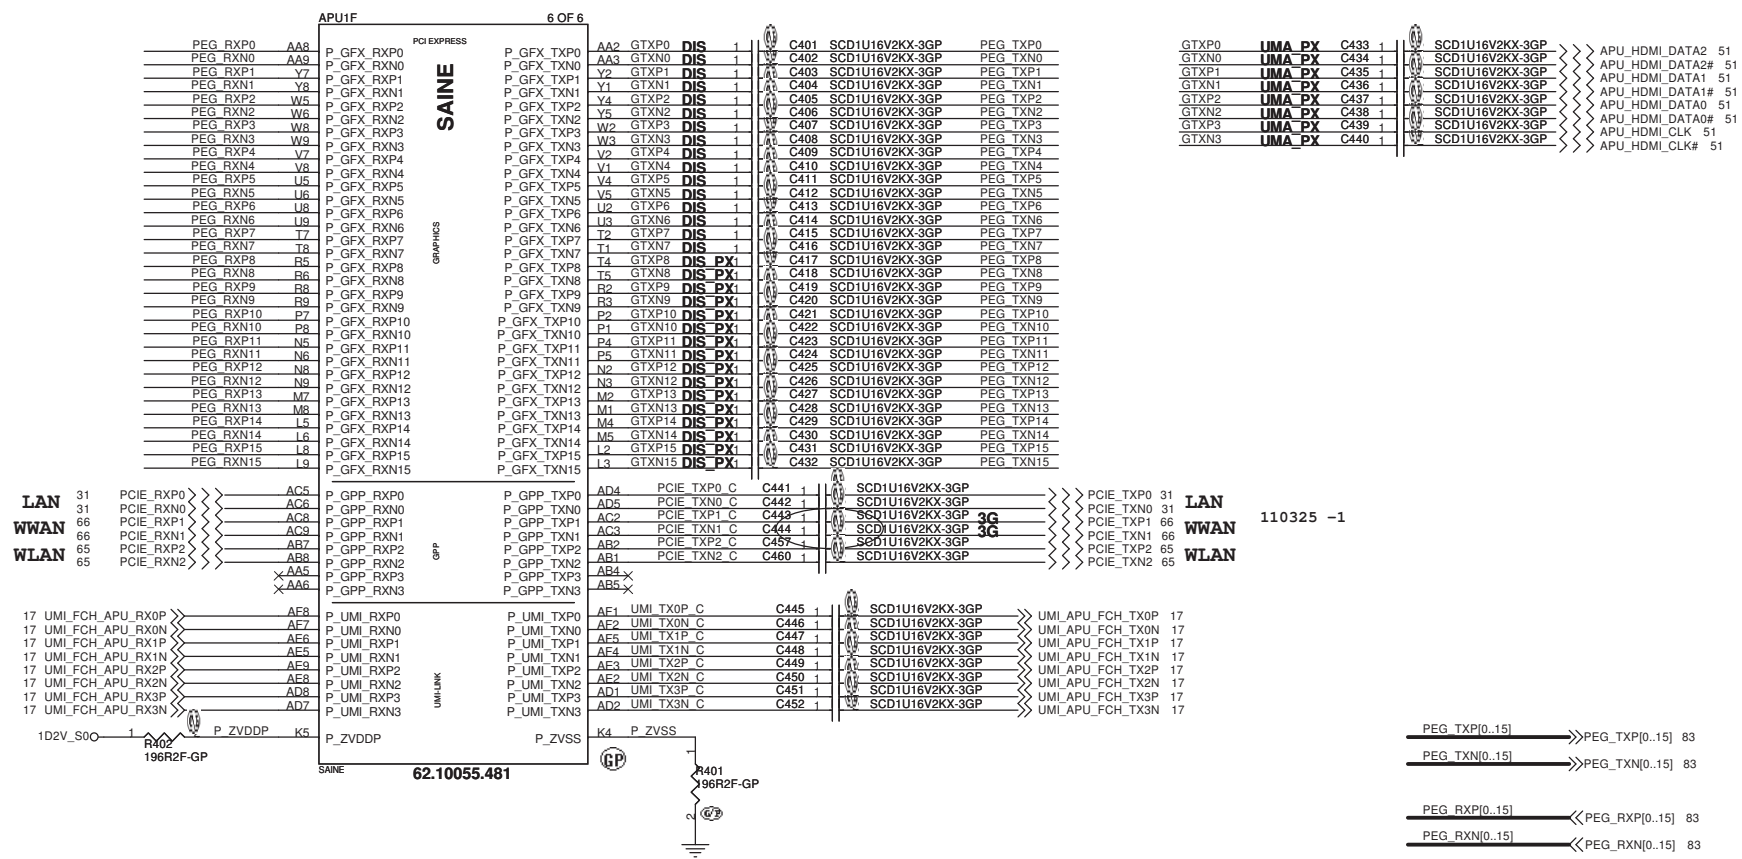 APU1F 6 OF 6
PCI EXPRESS
SAINE
GRAPHICS
PEG_RXP0 AA8 P_GFX_RXP0 P_GFX_TXP0 AA2 GTXP0 DIS 1 C401 SCD1U16V2KX-3GP PEG_TXP0
PEG_RXN0 AA9 P_GFX_RXN0 P_GFX_TXN0 AA3 GTXN0 DIS 1 C402 SCD1U16V2KX-3GP PEG_TXN0
PEG_RXP1 Y7 P_GFX_RXP1 P_GFX_TXP1 Y2 GTXP1 DIS 1 C403 SCD1U16V2KX-3GP PEG_TXP1
PEG_RXN1 Y8 P_GFX_RXN1 P_GFX_TXN1 Y1 GTXN1 DIS 1 C404 SCD1U16V2KX-3GP PEG_TXN1
PEG_RXP2 W5 P_GFX_RXP2 P_GFX_TXP2 Y4 GTXP2 DIS 1 C405 SCD1U16V2KX-3GP PEG_TXP2
PEG_RXN2 W6 P_GFX_RXN2 P_GFX_TXN2 Y5 GTXN2 DIS 1 C406 SCD1U16V2KX-3GP PEG_TXN2
PEG_RXP3 W8 P_GFX_RXP3 P_GFX_TXP3 W2 GTXP3 DIS 1 C407 SCD1U16V2KX-3GP PEG_TXP3
PEG_RXN3 W9 P_GFX_RXN3 P_GFX_TXN3 W3 GTXN3 DIS 1 C408 SCD1U16V2KX-3GP PEG_TXN3
PEG_RXP4 V7 P_GFX_RXP4 P_GFX_TXP4 V2 GTXP4 DIS 1 C409 SCD1U16V2KX-3GP PEG_TXP4
PEG_RXN4 V8 P_GFX_RXN4 P_GFX_TXN4 V1 GTXN4 DIS 1 C410 SCD1U16V2KX-3GP PEG_TXN4
PEG_RXP5 U5 P_GFX_RXP5 P_GFX_TXP5 V4 GTXP5 DIS 1 C411 SCD1U16V2KX-3GP PEG_TXP5
PEG_RXN5 U6 P_GFX_RXN5 P_GFX_TXN5 V5 GTXN5 DIS 1 C412 SCD1U16V2KX-3GP PEG_TXN5
PEG_RXP6 U8 P_GFX_RXP6 P_GFX_TXP6 U2 GTXP6 DIS 1 C413 SCD1U16V2KX-3GP PEG_TXP6
PEG_RXN6 U9 P_GFX_RXN6 P_GFX_TXN6 U3 GTXN6 DIS 1 C414 SCD1U16V2KX-3GP PEG_TXN6
PEG_RXP7 T7 P_GFX_RXP7 P_GFX_TXP7 T2 GTXP7 DIS 1 C415 SCD1U16V2KX-3GP PEG_TXP7
PEG_RXN7 T8 P_GFX_RXN7 P_GFX_TXN7 T1 GTXN7 DIS 1 C416 SCD1U16V2KX-3GP PEG_TXN7
PEG_RXP8 R5 P_GFX_RXP8 P_GFX_TXP8 T4 GTXP8 DIS_PX 1 C417 SCD1U16V2KX-3GP PEG_TXP8
PEG_RXN8 R6 P_GFX_RXN8 P_GFX_TXN8 T5 GTXN8 DIS_PX 1 C418 SCD1U16V2KX-3GP PEG_TXN8
PEG_RXP9 R8 P_GFX_RXP9 P_GFX_TXP9 R2 GTXP9 DIS_PX 1 C419 SCD1U16V2KX-3GP PEG_TXP9
PEG_RXN9 R9 P_GFX_RXN9 P_GFX_TXN9 R3 GTXN9 DIS_PX 1 C420 SCD1U16V2KX-3GP PEG_TXN9
PEG_RXP10 P7 P_GFX_RXP10 P_GFX_TXP10 P2 GTXP10 DIS_PX 1 C421 SCD1U16V2KX-3GP PEG_TXP10
PEG_RXN10 P8 P_GFX_RXN10 P_GFX_TXN10 P1 GTXN10 DIS_PX 1 C422 SCD1U16V2KX-3GP PEG_TXN10
PEG_RXP11 N5 P_GFX_RXP11 P_GFX_TXP11 P4 GTXP11 DIS_PX 1 C423 SCD1U16V2KX-3GP PEG_TXP11
PEG_RXN11 N6 P_GFX_RXN11 P_GFX_TXN11 P5 GTXN11 DIS_PX 1 C424 SCD1U16V2KX-3GP PEG_TXN11
PEG_RXP12 N8 P_GFX_RXP12 P_GFX_TXP12 N2 GTXP12 DIS_PX 1 C425 SCD1U16V2KX-3GP PEG_TXP12
PEG_RXN12 N9 P_GFX_RXN12 P_GFX_TXN12 N3 GTXN12 DIS_PX 1 C426 SCD1U16V2KX-3GP PEG_TXN12
PEG_RXP13 M7 P_GFX_RXP13 P_GFX_TXP13 M2 GTXP13 DIS_PX 1 C427 SCD1U16V2KX-3GP PEG_TXP13
PEG_RXN13 M8 P_GFX_RXN13 P_GFX_TXN13 M1 GTXN13 DIS_PX 1 C428 SCD1U16V2KX-3GP PEG_TXN13
PEG_RXP14 L5 P_GFX_RXP14 P_GFX_TXP14 M4 GTXP14 DIS_PX 1 C429 SCD1U16V2KX-3GP PEG_TXP14
PEG_RXN14 L6 P_GFX_RXN14 P_GFX_TXN14 M5 GTXN14 DIS_PX 1 C430 SCD1U16V2KX-3GP PEG_TXN14
PEG_RXP15 L8 P_GFX_RXP15 P_GFX_TXP15 L2 GTXP15 DIS_PX 1 C431 SCD1U16V2KX-3GP PEG_TXP15
PEG_RXN15 L9 P_GFX_RXN15 P_GFX_TXN15 L3 GTXN15 DIS_PX 1 C432 SCD1U16V2KX-3GP PEG_TXN15
GTXP0 UMA_PX C433 1 SCD1U16V2KX-3GP APU_HDMI_DATA2 51
GTXN0 UMA_PX C434 1 SCD1U16V2KX-3GP APU_HDMI_DATA2# 51
GTXP1 UMA_PX C435 1 SCD1U16V2KX-3GP APU_HDMI_DATA1 51
GTXN1 UMA_PX C436 1 SCD1U16V2KX-3GP APU_HDMI_DATA1# 51
GTXP2 UMA_PX C437 1 SCD1U16V2KX-3GP APU_HDMI_DATA0 51
GTXN2 UMA_PX C438 1 SCD1U16V2KX-3GP APU_HDMI_DATA0# 51
GTXP3 UMA_PX C439 1 SCD1U16V2KX-3GP APU_HDMI_CLK 51
GTXN3 UMA_PX C440 1 SCD1U16V2KX-3GP APU_HDMI_CLK# 51
LAN 31 PCIE_RXP0 AC5 P_GPP_RXP0 P_GPP_TXP0 AD4 PCIE_TXP0_C C441 1 SCD1U16V2KX-3GP PCIE_TXP0 31 LAN
31 PCIE_RXN0 AC6 P_GPP_RXN0 P_GPP_TXN0 AD5 PCIE_TXN0_C C442 1 SCD1U16V2KX-3GP PCIE_TXN0 31
WWAN 66 PCIE_RXP1 AC8 P_GPP_RXP1 P_GPP_TXP1 AC2 PCIE_TXP1_C C443 1 SCD1U16V2KX-3GP 3G PCIE_TXP1 66 WWAN
66 PCIE_RXN1 AC9 P_GPP_RXN1 P_GPP_TXN1 AC3 PCIE_TXN1_C C444 1 SCD1U16V2KX-3GP 3G PCIE_TXN1 66
WLAN 65 PCIE_RXP2 AB7 P_GPP_RXP2 P_GPP_TXP2 AB2 PCIE_TXP2_C C457 1 SCD1U16V2KX-3GP PCIE_TXP2 65 WLAN
65 PCIE_RXN2 AB8 P_GPP_RXN2 P_GPP_TXN2 AB1 PCIE_TXN2_C C460 1 SCD1U16V2KX-3GP PCIE_TXN2 65
AA5 P_GPP_RXP3 P_GPP_TXP3 AB4
AA6 P_GPP_RXN3 P_GPP_TXN3 AB5
GPP
110325 -1
17 UMI_FCH_APU_RX0P AF8 P_UMI_RXP0 P_UMI_TXP0 AF1 UMI_TX0P_C C445 1 SCD1U16V2KX-3GP UMI_APU_FCH_TX0P 17
17 UMI_FCH_APU_RX0N AF7 P_UMI_RXN0 P_UMI_TXN0 AF2 UMI_TX0N_C C446 1 SCD1U16V2KX-3GP UMI_APU_FCH_TX0N 17
17 UMI_FCH_APU_RX1P AE6 P_UMI_RXP1 P_UMI_TXP1 AF5 UMI_TX1P_C C447 1 SCD1U16V2KX-3GP UMI_APU_FCH_TX1P 17
17 UMI_FCH_APU_RX1N AE5 P_UMI_RXN1 P_UMI_TXN1 AF4 UMI_TX1N_C C448 1 SCD1U16V2KX-3GP UMI_APU_FCH_TX1N 17
17 UMI_FCH_APU_RX2P AE9 P_UMI_RXP2 P_UMI_TXP2 AE3 UMI_TX2P_C C449 1 SCD1U16V2KX-3GP UMI_APU_FCH_TX2P 17
17 UMI_FCH_APU_RX2N AE8 P_UMI_RXN2 P_UMI_TXN2 AE2 UMI_TX2N_C C450 1 SCD1U16V2KX-3GP UMI_APU_FCH_TX2N 17
17 UMI_FCH_APU_RX3P AD8 P_UMI_RXP3 P_UMI_TXP3 AD1 UMI_TX3P_C C451 1 SCD1U16V2KX-3GP UMI_APU_FCH_TX3P 17
17 UMI_FCH_APU_RX3N AD7 P_UMI_RXN3 P_UMI_TXN3 AD2 UMI_TX3N_C C452 1 SCD1U16V2KX-3GP UMI_APU_FCH_TX3N 17
UMI-LINK
1D2V_S0 1 P_ZVDDP K5 P_ZVDDP P_ZVSS K4 P_ZVSS
R402
196R2F-GP
SAINE 62.10055.481
GP
1
R401
196R2F-GP
2
PEG_TXP[0..15] PEG_TXP[0..15] 83
PEG_TXN[0..15] PEG_TXN[0..15] 83
PEG_RXP[0..15] PEG_RXP[0..15] 83
PEG_RXN[0..15] PEG_RXN[0..15] 83